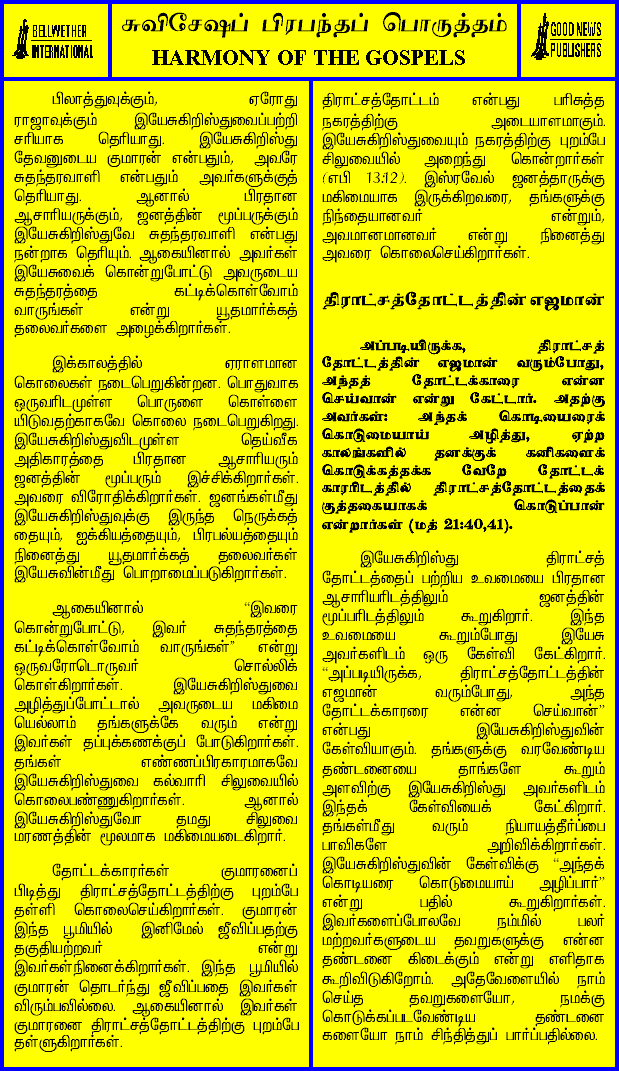 BELLWETHER
INTERNATIONAL
சுவிசேஷப் பிரபந்தப் பொருத்தம்
HARMONY OF THE GOSPELS
GOOD NEWS
PUBLISHERS
பிலாத்துவுக்கும், ஏரோது
ராஜாவுக்கும் இயேசுகிறிஸ்துவைப்பற்றி
சரியாக தெரியாது. இயேசுகிறிஸ்து
தேவனுடைய குமாரன் என்பதும், அவரே
சுதந்தரவாளி என்பதும் அவர்களுக்குத்
தெரியாது. ஆனால் பிரதான
ஆசாரியருக்கும், ஜனத்தின் மூப்பருக்கும்
இயேசுகிறிஸ்துவே சுதந்தரவாளி என்பது
நன்றாக தெரியும். ஆகையினால் அவர்கள்
இயேசுவைக் கொன்றுபோட்டு அவருடைய
சுதந்தரத்தை கட்டிக்கொள்வோம்
வாருங்கள் என்று யூதமார்க்கத்
தலைவர்களை அழைக்கிறார்கள்.
இக்காலத்தில் ஏராளமான
கொலைகள் நடைபெறுகின்றன. பொதுவாக
ஒருவரிடமுள்ள பொருளை கொள்ளை
யிடுவதற்காகவே கொலை நடைபெறுகிறது.
இயேசுகிறிஸ்துவிடமுள்ள தெய்வீக
அதிகாரத்தை பிரதான ஆசாரியரும்
ஜனத்தின் மூப்பரும் இச்சிக்கிறார்கள்.
அவரை விரோதிக்கிறார்கள். ஜனங்கள்மீது
இயேசுகிறிஸ்துவுக்கு இருந்த நெருக்கத்
தையும், ஐக்கியத்தையும், பிரபல்யத்தையும்
நினைத்து யூதமார்க்கத் தலைவர்கள்
இயேசுவின்மீது பொறாமைப்படுகிறார்கள்.
ஆகையினால் “இவரை
கொன்றுபோட்டு, இவர் சுதந்தரத்தை
கட்டிக்கொள்வோம் வாருங்கள்” என்று
ஒருவரோடொருவர் சொல்லிக்
கொள்கிறார்கள். இயேசுகிறிஸ்துவை
அழித்துப்போட்டால் அவருடைய மகிமை
யெல்லாம் தங்களுக்கே வரும் என்று
இவர்கள் தப்புக்கணக்குப் போடுகிறார்கள்.
தங்கள் எண்ணப்பிரகாரமாகவே
இயேசுகிறிஸ்துவை கல்வாரி சிலுவையில்
கொலைபண்ணுகிறார்கள். ஆனால்
இயேசுகிறிஸ்துவோ தமது சிலுவை
மரணத்தின் மூலமாக மகிமையடைகிறார்.
தோட்டக்காரர்கள் குமாரனைப்
பிடித்து திராட்சத்தோட்டத்திற்கு புறம்பே
தள்ளி கொலைசெய்கிறார்கள். குமாரன்
இந்த பூமியில் இனிமேல் ஜீவிப்பதற்கு
தகுதியற்றவர் என்று
இவர்கள்நினைக்கிறார்கள். இந்த பூமியில்
குமாரன் தொடர்ந்து ஜீவிப்பதை இவர்கள்
விரும்பவில்லை. ஆகையினால் இவர்கள்
குமாரனை திராட்சத்தோட்டத்திற்கு புறம்பே
தள்ளுகிறார்கள்.
திராட்சத்தோட்டம் என்பது பரிசுத்த
நகரத்திற்கு அடையாளமாகும்.
இயேசுகிறிஸ்துவையும் நகரத்திற்கு புறம்பே
சிலுவையில் அறைந்து கொன்றார்கள்
(எபி 13:12). இஸ்ரவேல் ஜனத்தாருக்கு
மகிமையாக இருக்கிறவரை, தங்களுக்கு
நிந்தையானவர் என்றும்,
அவமானமானவர் என்று நினைத்து
அவரை கொலைசெய்கிறார்கள்.
திராட்சத்தோட்டத்தின் எஜமான்
அப்படியிருக்க, திராட்சத்
தோட்டத்தின் எஜமான் வரும்போது,
அந்தத் தோட்டக்காரரை என்ன
செய்வான் என்று கேட்டார். அதற்கு
அவர்கள்: அந்தக் கொடியரைக்
கொடுமையாய் அழித்து, ஏற்ற
காலங்களில் தனக்குக் கனிகளைக்
கொடுக்கத்தக்க வேறே தோட்டக்
காரரிடத்தில் திராட்சத்தோட்டத்தைக்
குத்தகையாகக் கொடுப்பான்
என்றார்கள் (மத் 21:40,41).
இயேசுகிறிஸ்து திராட்சத்
தோட்டத்தைப் பற்றிய உவமையை பிரதான
ஆசாரியரிடத்திலும் ஜனத்தின்
மூப்பரிடத்திலும் கூறுகிறார். இந்த
உவமையை கூறும்போது இயேசு
அவர்களிடம் ஒரு கேள்வி கேட்கிறார்.
“அப்படியிருக்க, திராட்சத்தோட்டத்தின்
எஜமான் வரும்போது, அந்த
தோட்டக்காரரை என்ன செய்வான்”
என்பது இயேசுகிறிஸ்துவின்
கேள்வியாகும். தங்களுக்கு வரவேண்டிய
தண்டனையை தாங்களே கூறும்
அளவிற்கு இயேசுகிறிஸ்து அவர்களிடம்
இந்தக் கேள்வியைக் கேட்கிறார்.
தங்கள்மீது வரும் நியாயத்தீர்ப்பை
பாவிகளே அறிவிக்கிறார்கள்.
இயேசுகிறிஸ்துவின் கேள்விக்கு “அந்தக்
கொடியரை கொடுமையாய் அழிப்பார்”
என்று பதில் கூறுகிறார்கள்.
இவர்களைப்போலவே நம்மில் பலர்
மற்றவர்களுடைய தவறுகளுக்கு என்ன
தண்டனை கிடைக்கும் என்று எளிதாக
கூறிவிடுகிறோம். அதேவேளையில் நாம்
செய்த தவறுகளையோ, நமக்கு
கொடுக்கப்படவேண்டிய தண்டனை
களையோ நாம் சிந்தித்துப் பார்ப்பதில்லை.